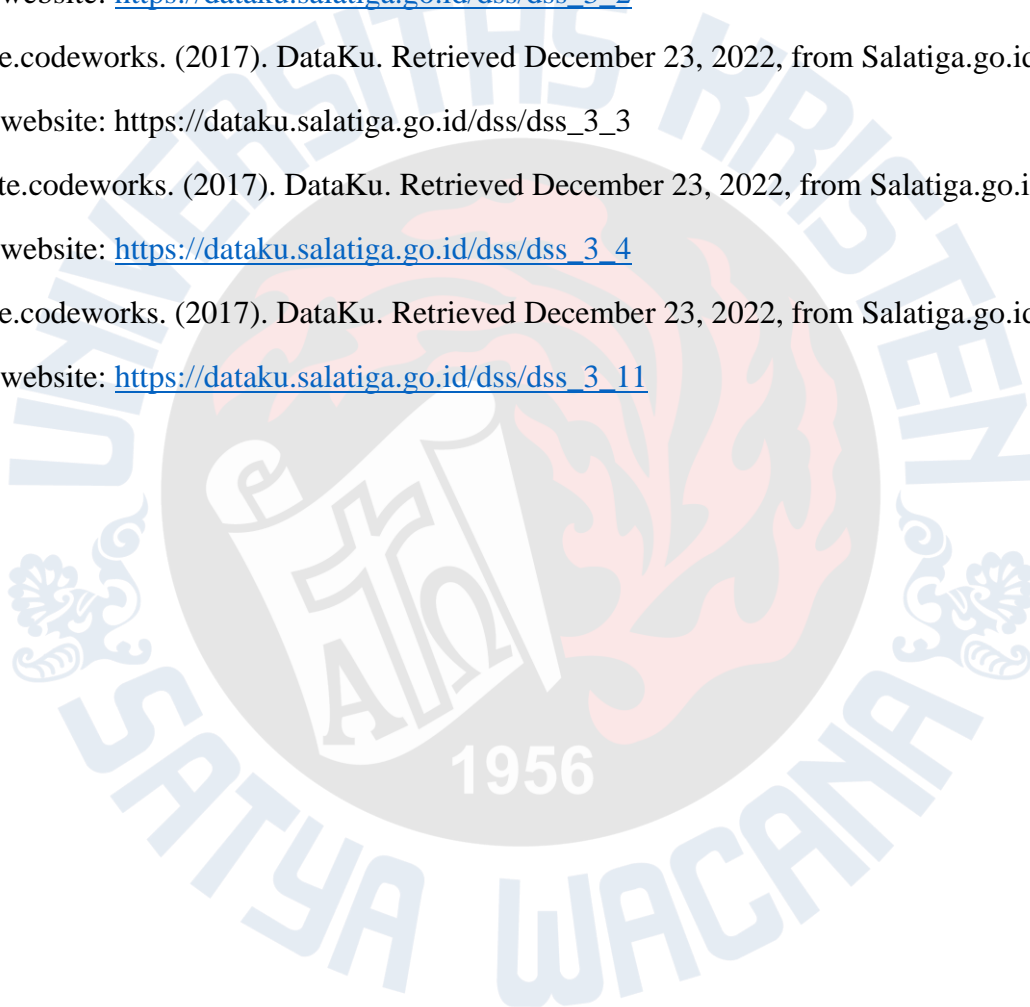 website: https://dataku.salatiga.go.id/dss/dss_3_2
e.codeworks. (2017). DataKu. Retrieved December 23, 2022, from Salatiga.go.id
website: https://dataku.salatiga.go.id/dss/dss_3_3
te.codeworks. (2017). DataKu. Retrieved December 23, 2022, from Salatiga.go.i
website: https://dataku.salatiga.go.id/dss/dss_3_4
e.codeworks. (2017). DataKu. Retrieved December 23, 2022, from Salatiga.go.id
website: https://dataku.salatiga.go.id/dss/dss_3_11
UNIVERSITAS KRISTEN
ΑΩ
1956
SATYA WACANA